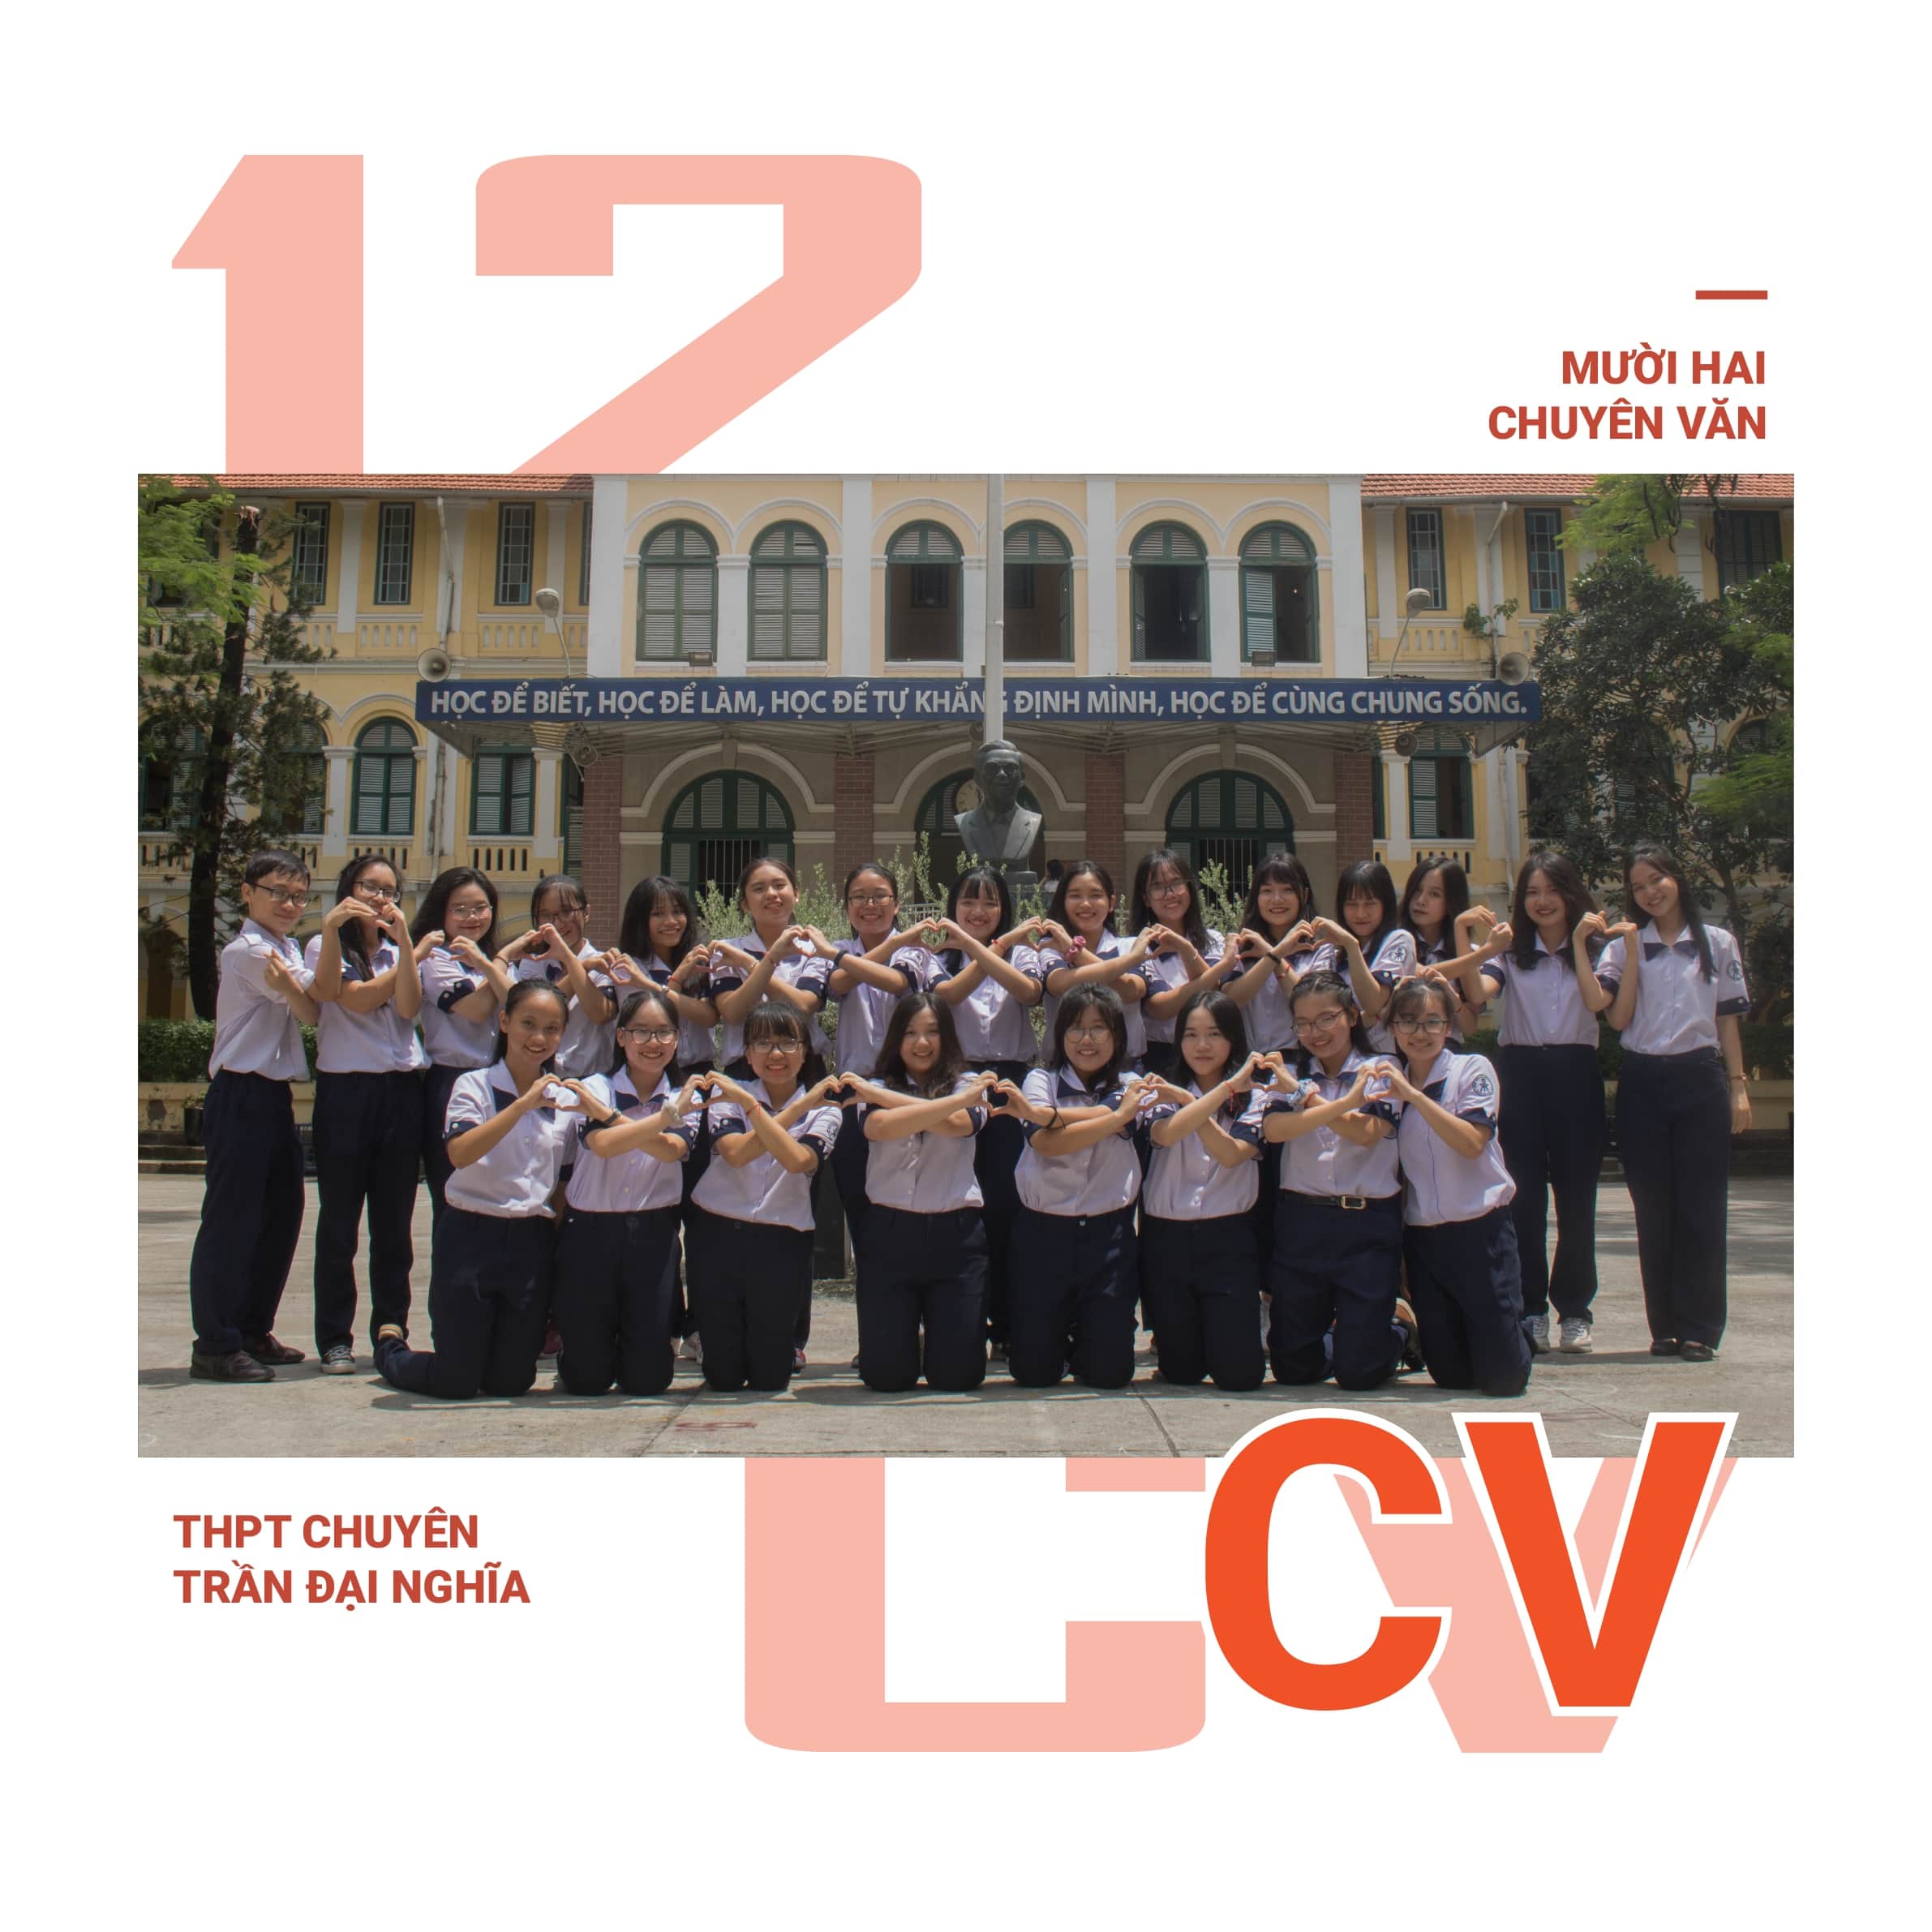 12
MƯỜI HAI
CHUYÊN VĂN
HỌC ĐỂ BIẾT, HỌC ĐỂ LÀM, HỌC ĐỂ TỰ KHẲNG ĐỊNH MÌNH, HỌC ĐỂ CÙNG CHUNG SỐNG.
THPT CHUYÊN
TRẦN ĐẠI NGHĨA
CV
CV